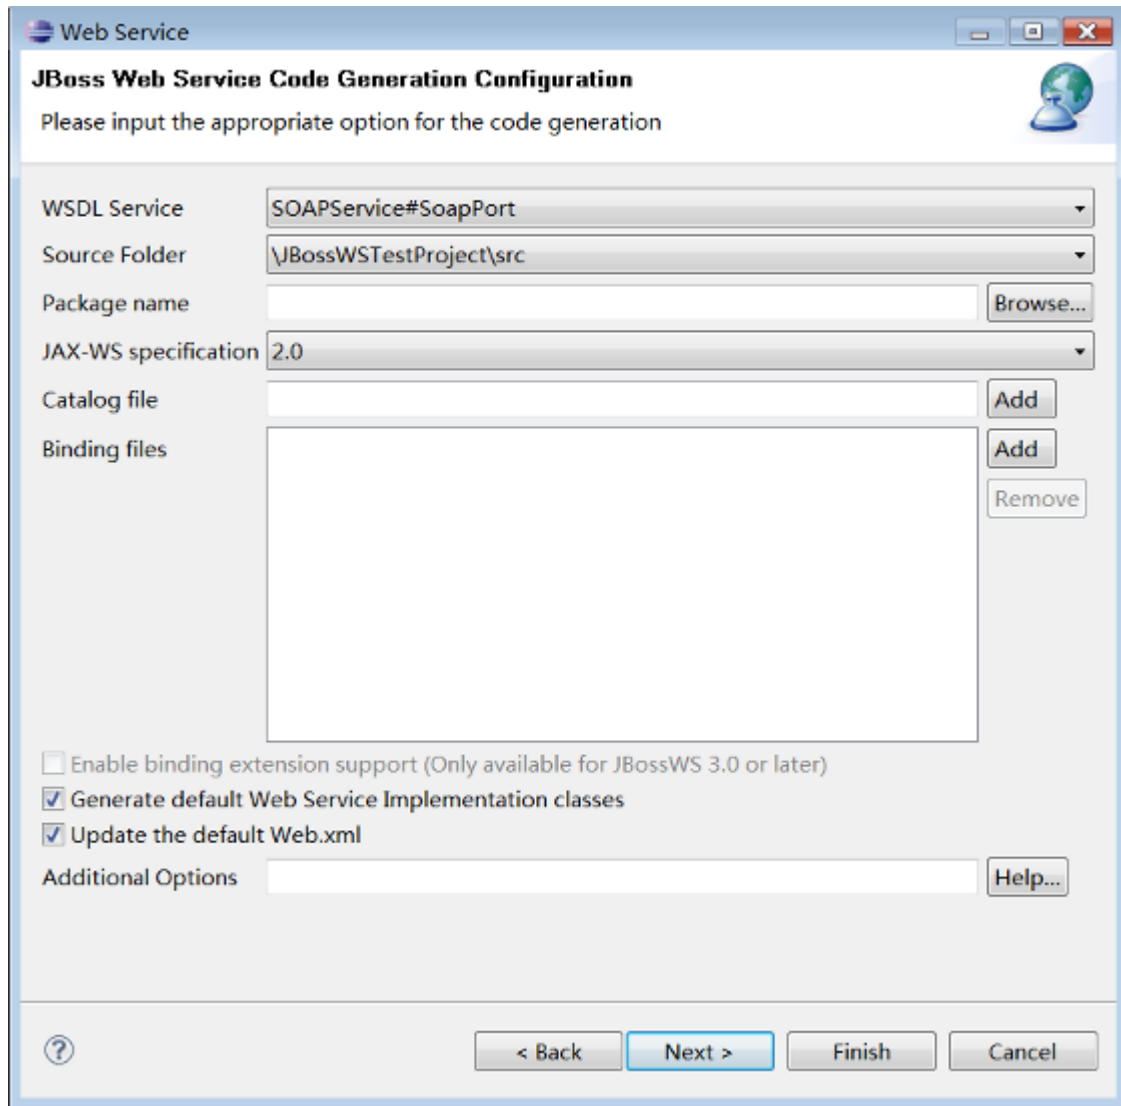 Web Service
JBoss Web Service Code Generation Configuration
Please input the appropriate option for the code generation
WSDL Service SOAPService#SoapPort
Source Folder \JBossWSTestProject\src
Package name Browse...
JAX-WS specification 2.0
Catalog file Add
Binding files Add
Remove
Enable binding extension support (Only available for JBossWS 3.0 or later)
Generate default Web Service Implementation classes
Update the default Web.xml
Additional Options Help...
? < Back Next > Finish Cancel